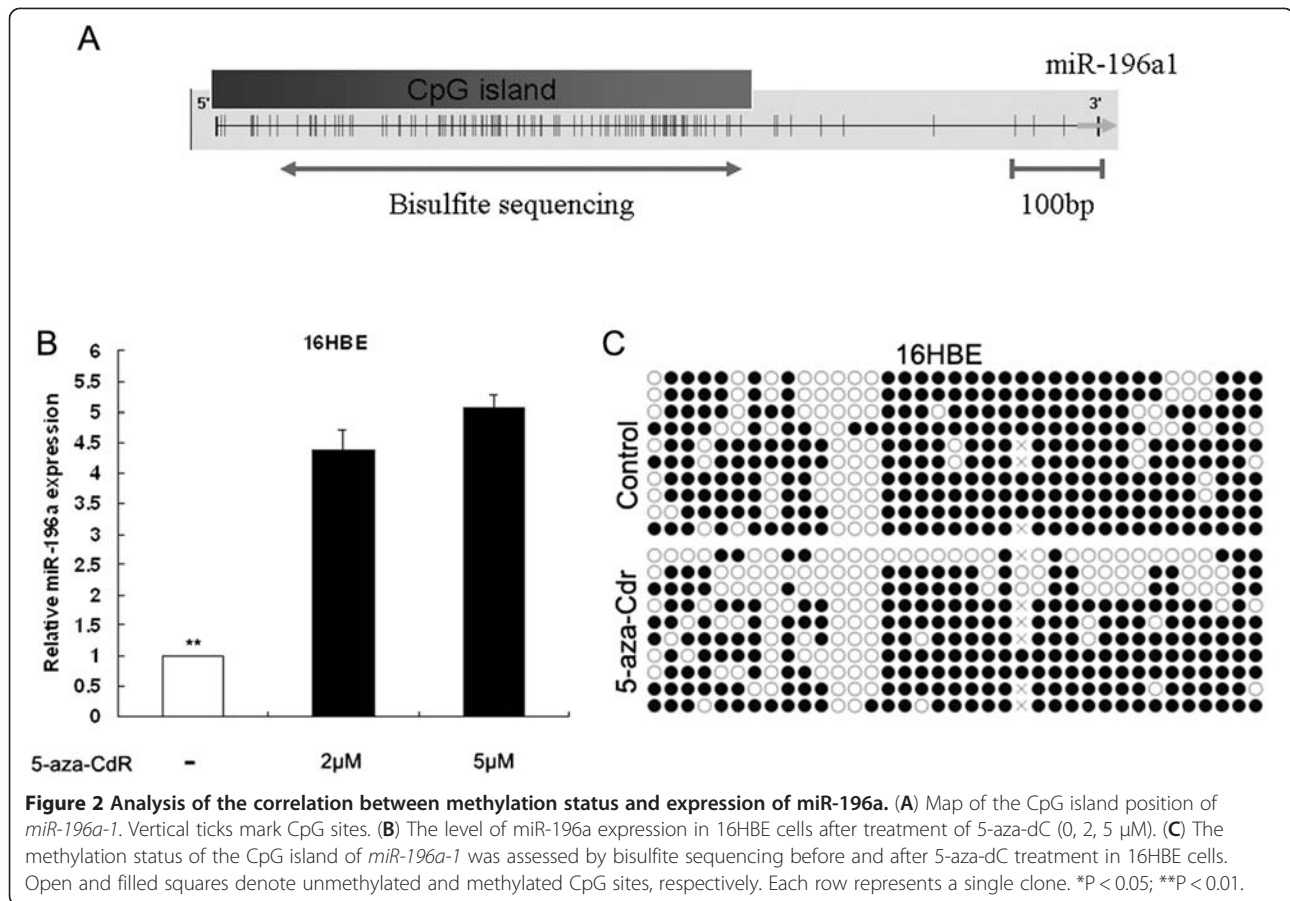 A
miR-196a1
CpG island
5'
3'
Bisulfite sequencing
100bp
B
16HBE
Relative miR-196a expression
6
5.5
5
4.5
4
3.5
3
2.5
2
1.5
1
0.5
0
**
5-aza-CdR
-
2µM
5µM
C
16HBE
Control
5-aza-Cdr
Figure 2 Analysis of the correlation between methylation status and expression of miR-196a. (A) Map of the CpG island position of
miR-196a-1. Vertical ticks mark CpG sites. (B) The level of miR-196a expression in 16HBE cells after treatment of 5-aza-dC (0, 2, 5 µM). (C) The
methylation status of the CpG island of miR-196a-1 was assessed by bisulfite sequencing before and after 5-aza-dC treatment in 16HBE cells.
Open and filled squares denote unmethylated and methylated CpG sites, respectively. Each row represents a single clone. *P < 0.05; **P < 0.01.